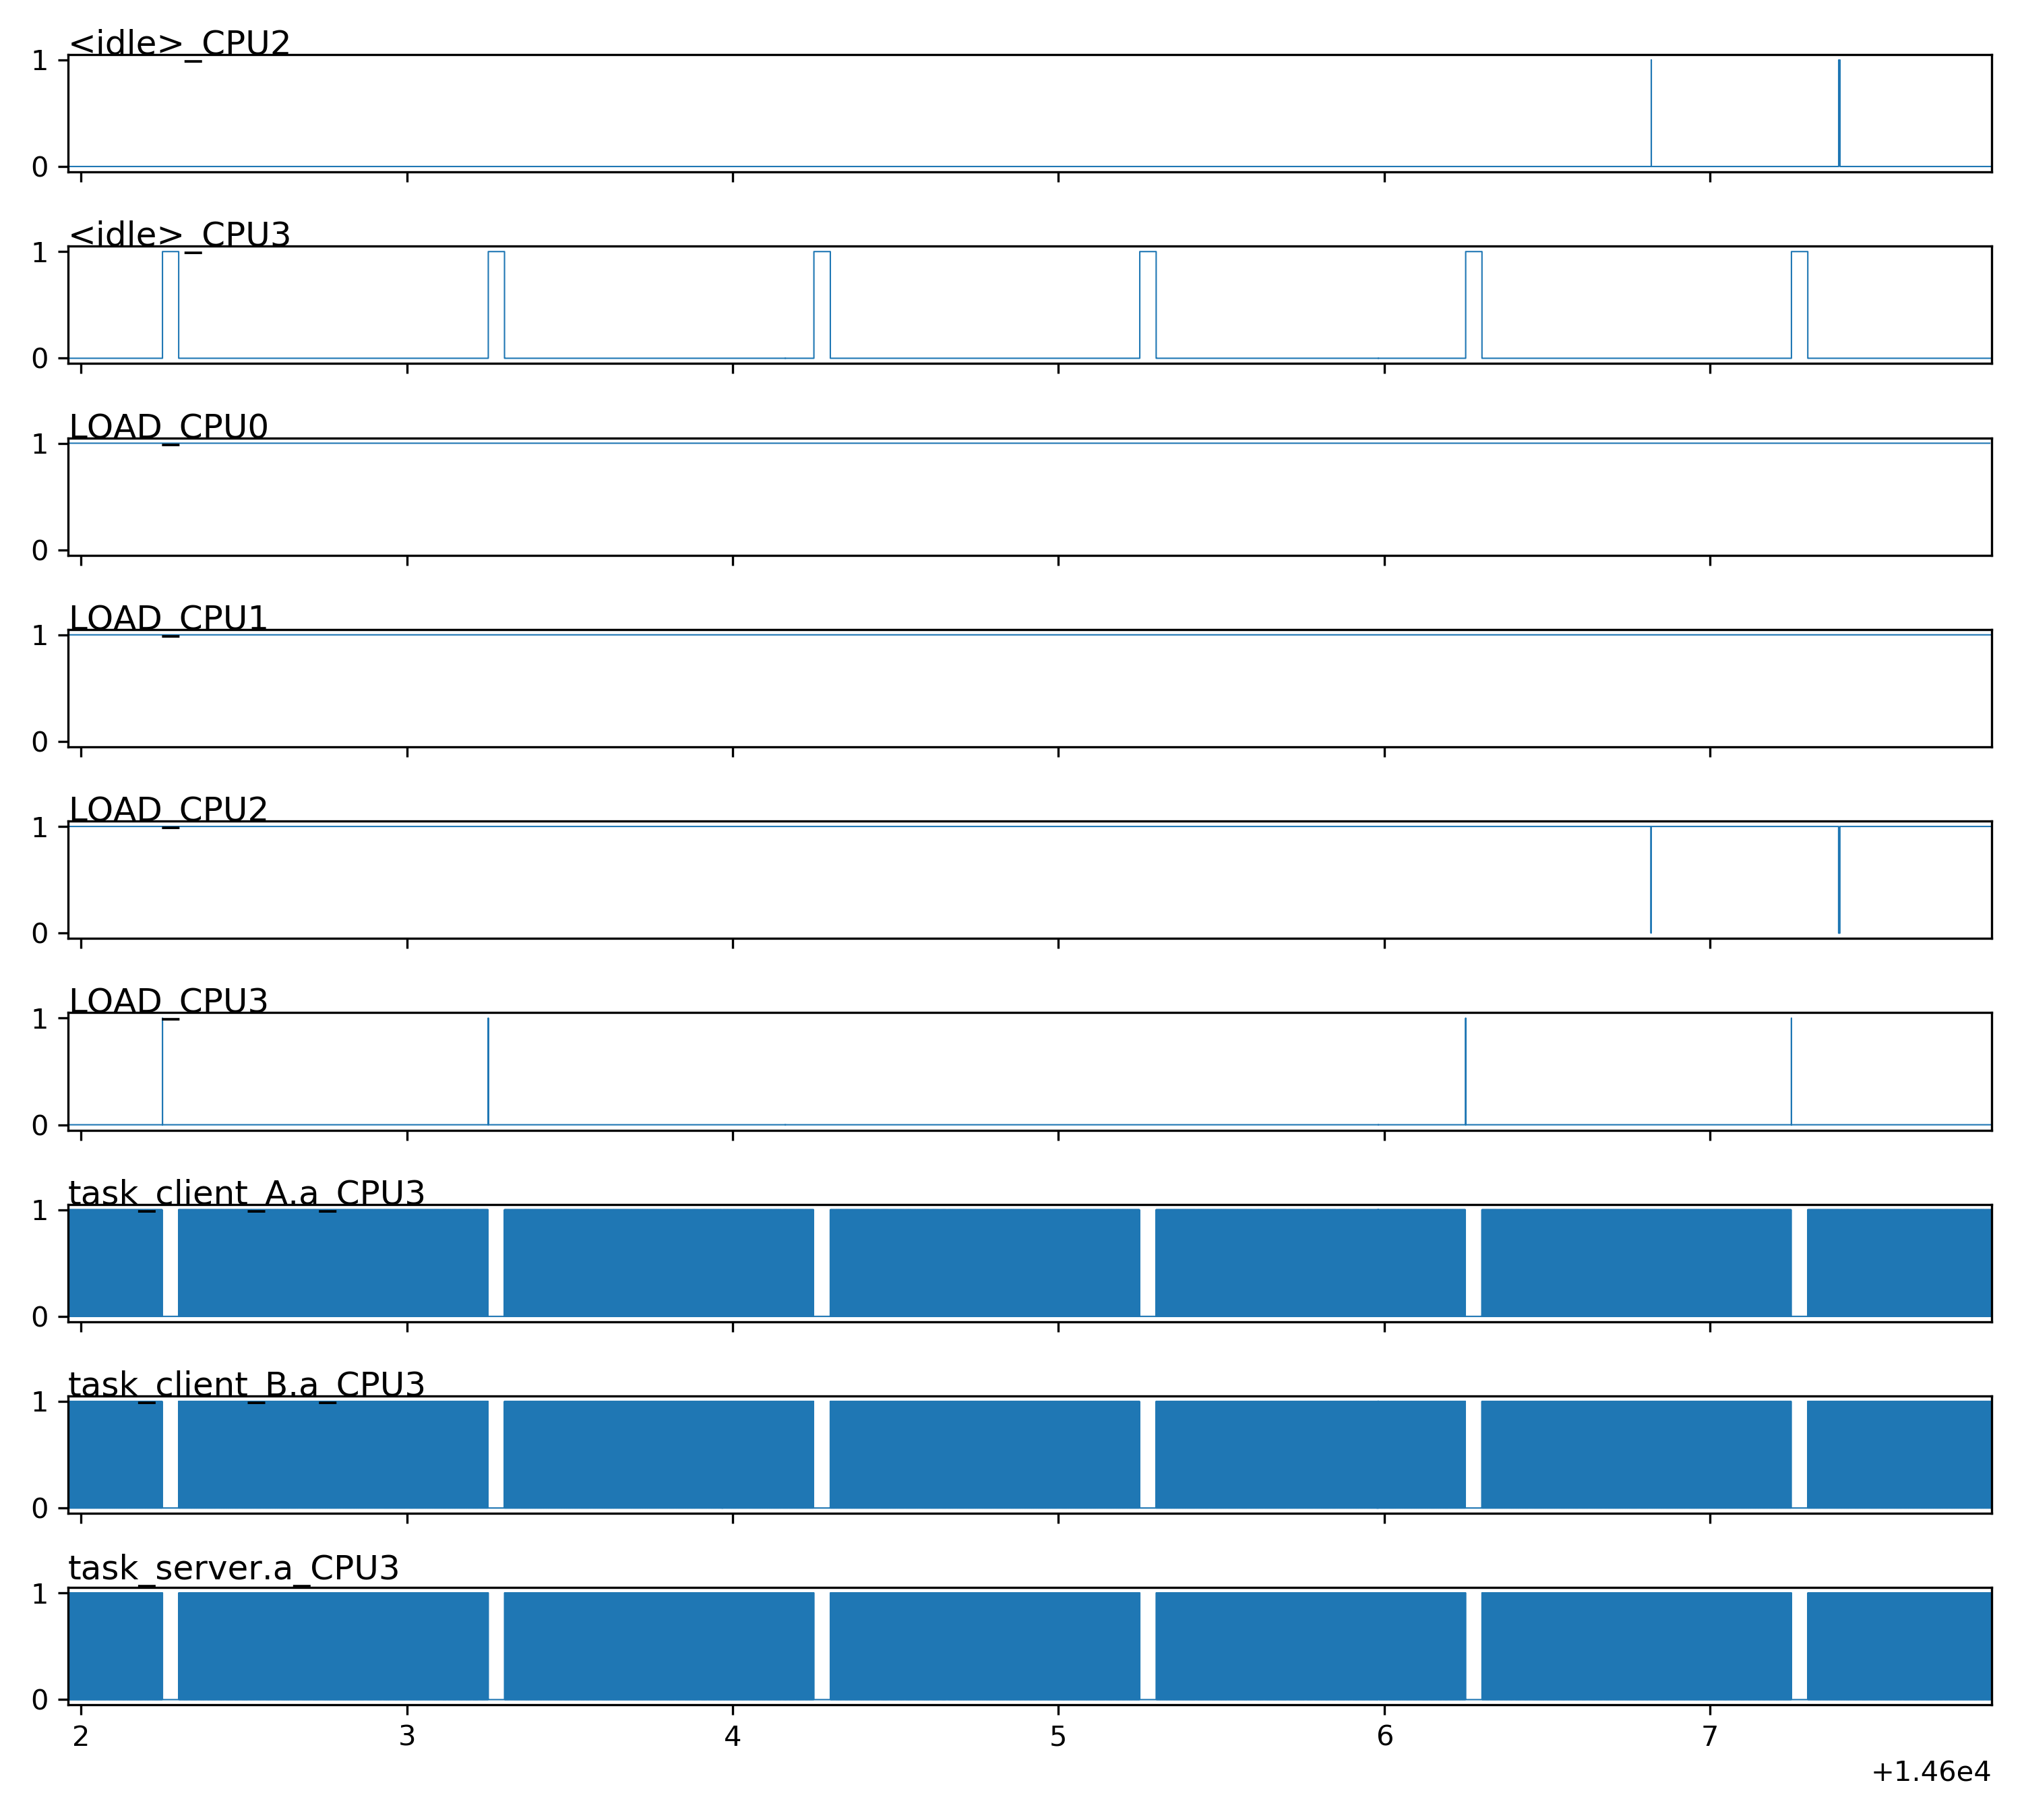 <idle>_CPU2
1
0
<idle>_CPU3
1
0
LOAD_CPU0
1
0
LOAD_CPU1
1
0
LOAD_CPU2
1
0
LOAD_CPU3
1
0
task_client_A.a_CPU3
1
0
task_client_B.a_CPU3
1
0
task_server.a_CPU3
1
0
2 3 4 5 6 7
+1.46e4